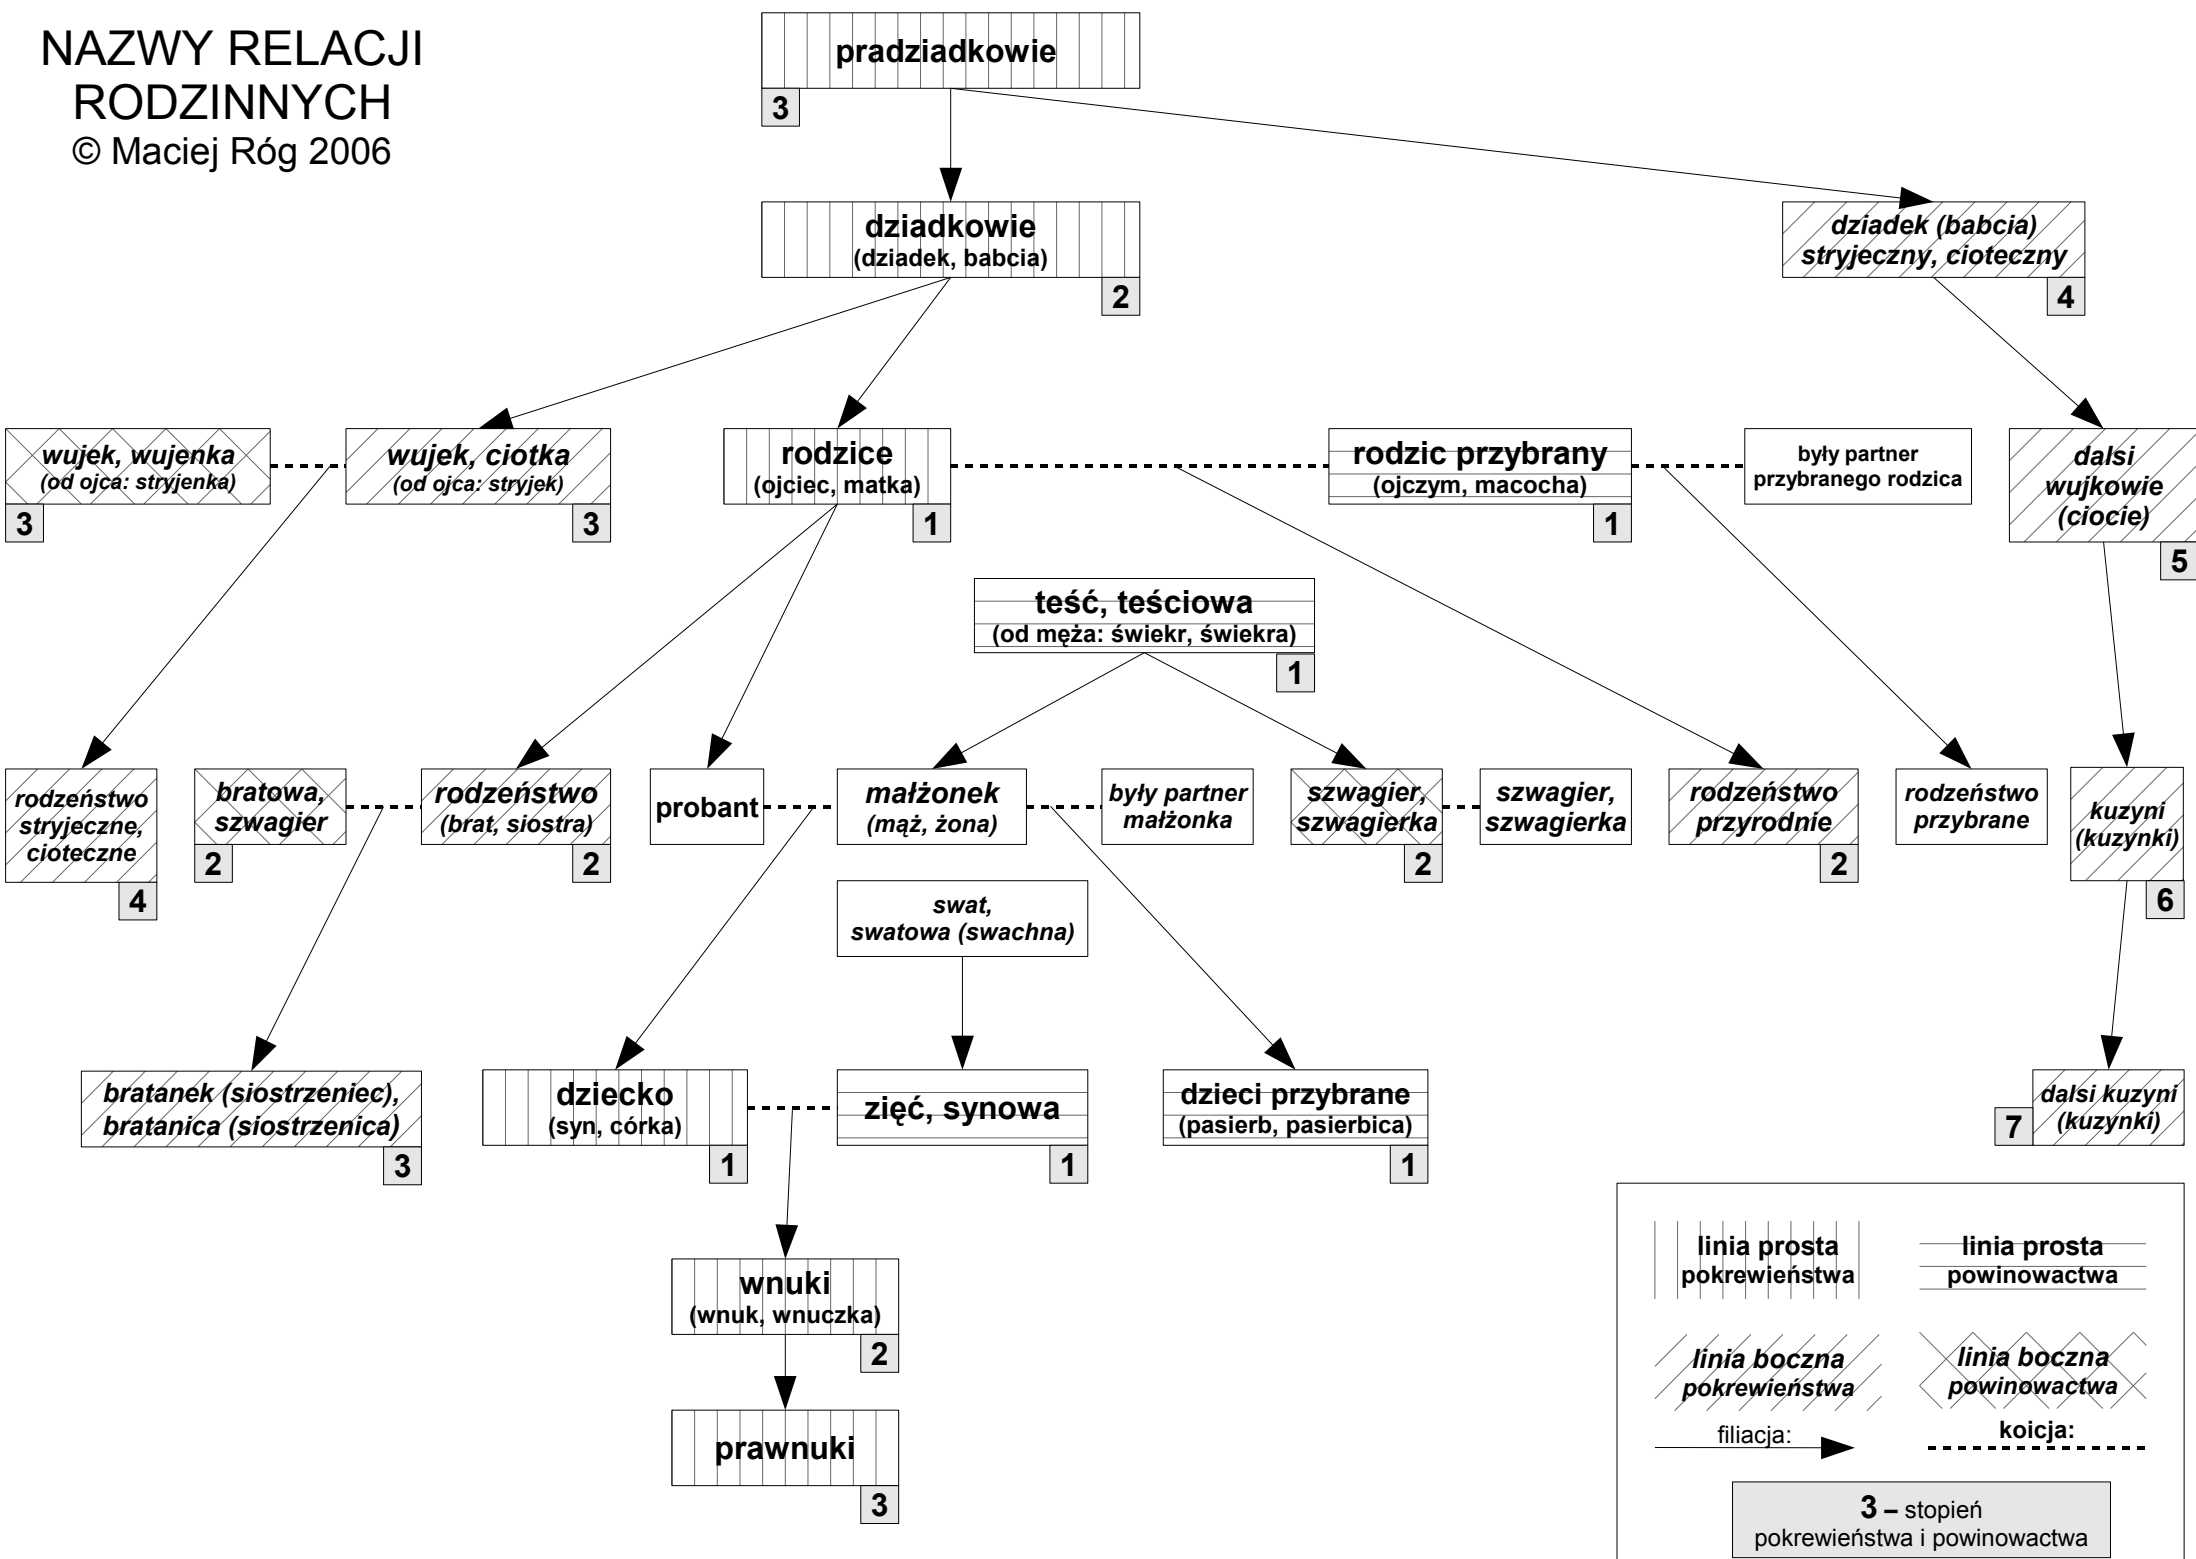 NAZWY RELACJI
RODZINNYCH
© Maciej Róg 2006
pradziadkowie
3
dziadkowie
(dziadek, babcia)
2
dziadek (babcia)
stryjeczny, cioteczny
4
wujek, wujenka
(od ojca: stryjenka)
3
wujek, ciotka
(od ojca: stryjek)
3
rodzice
(ojciec, matka)
1
rodzic przybrany
(ojczym, macocha)
1
były partner
przybranego rodzica
dalsi
wujkowie
(ciocie)
5
teść, teściowa
(od męża: świekr, świekra)
1
rodzeństwo
stryjeczne,
cioteczne
4
bratowa,
szwagier
2
rodzeństwo
(brat, siostra)
2
probant
małżonek
(mąż, żona)
były partner
małżonka
szwagier,
szwagierka
2
szwagier,
szwagierka
rodzeństwo
przyrodnie
2
rodzeństwo
przybrane
kuzyni
(kuzynki)
6
swat,
swatowa (swachna)
bratanek (siostrzeniec),
bratanica (siostrzenica)
3
dziecko
(syn, córka)
1
zięć, synowa
1
dzieci przybrane
(pasierb, pasierbica)
1
dalsi kuzyni
(kuzynki)
7
wnuki
(wnuk, wnuczka)
2
prawnuki
3
linia prosta
pokrewieństwa
linia prosta
powinowactwa
linia boczna
pokrewieństwa
linia boczna
powinowactwa
filiacja:
koicja:
3 – stopień
pokrewieństwa i powinowactwa